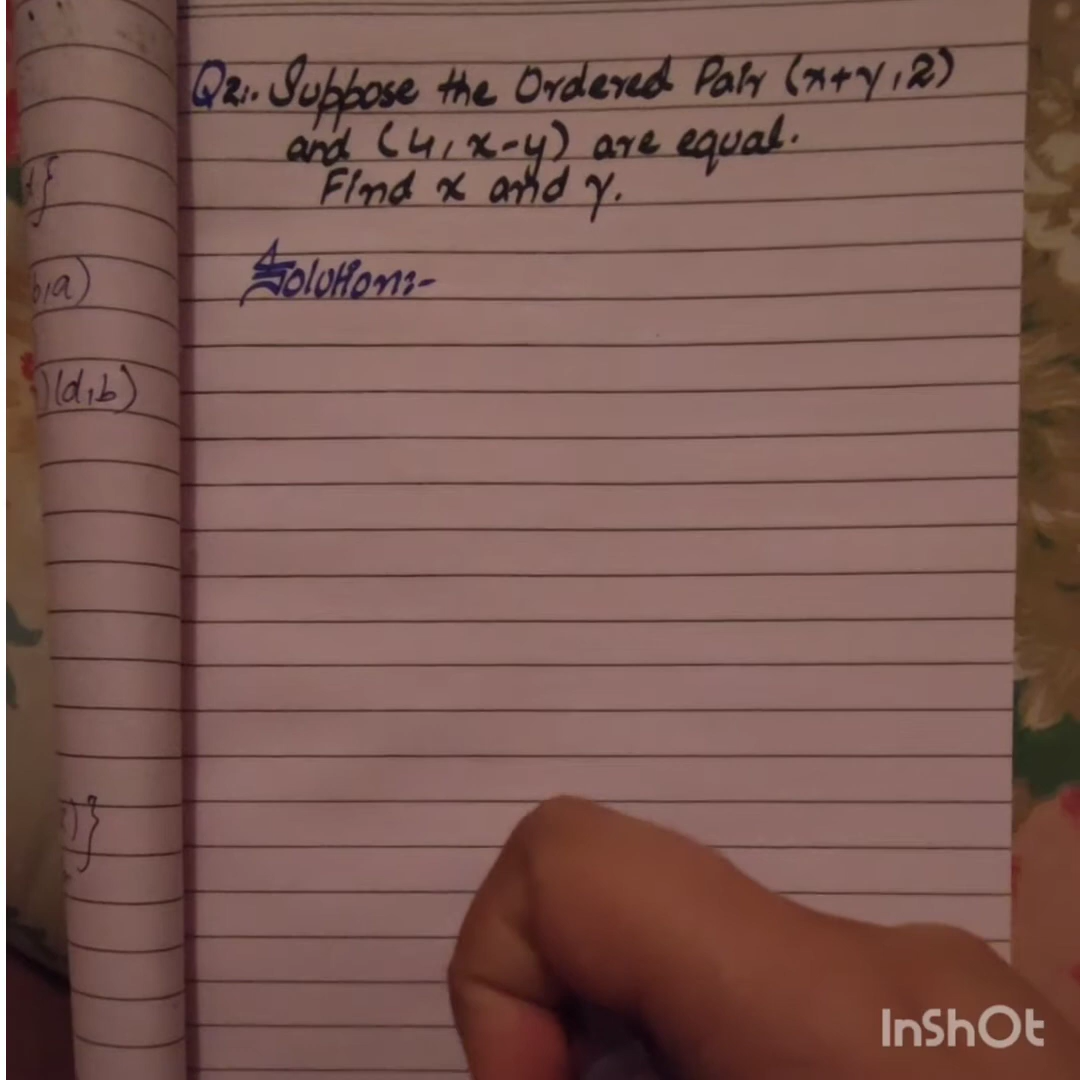 Q2:. Suppose the Ordered Pair (x+y,2)
and (4, x-y) are equal.
Find x and y.
Solution:-
b,a)
)(d,b)
)}
InShOt